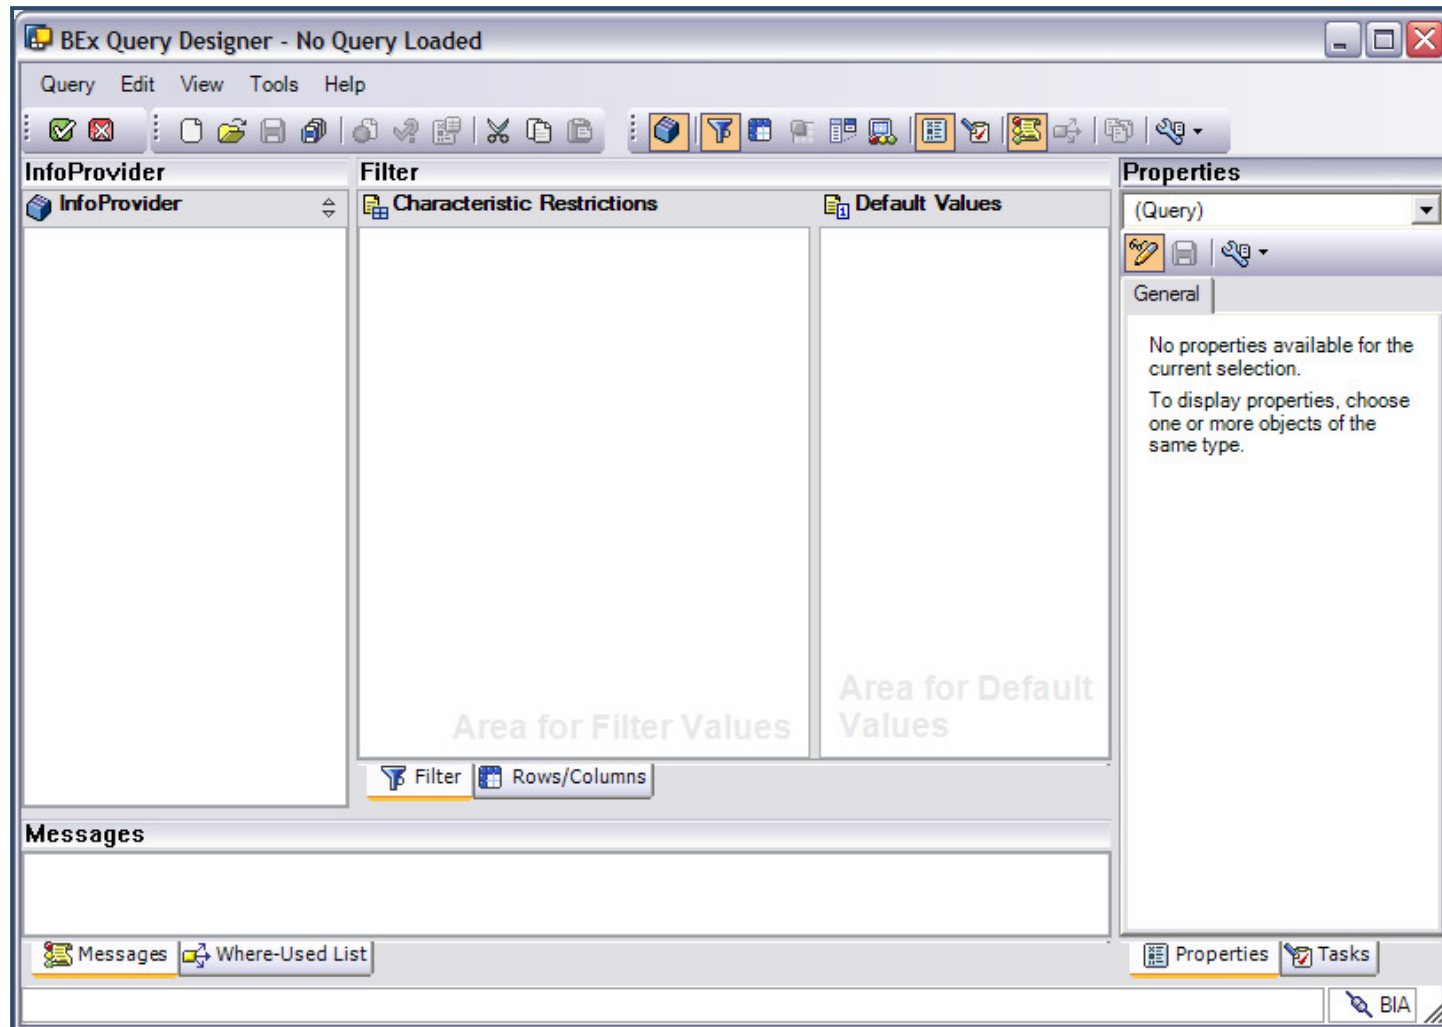 BEx Query Designer - No Query Loaded
Query Edit View Tools Help
InfoProvider
InfoProvider
Filter
Characteristic Restrictions
Default Values
Area for Filter Values
Area for Default
Values
Filter Rows/Columns
Messages
Messages Where-Used List
Properties
(Query)
General
No properties available for the
current selection.
To display properties, choose
one or more objects of the
same type.
Properties Tasks
BIA